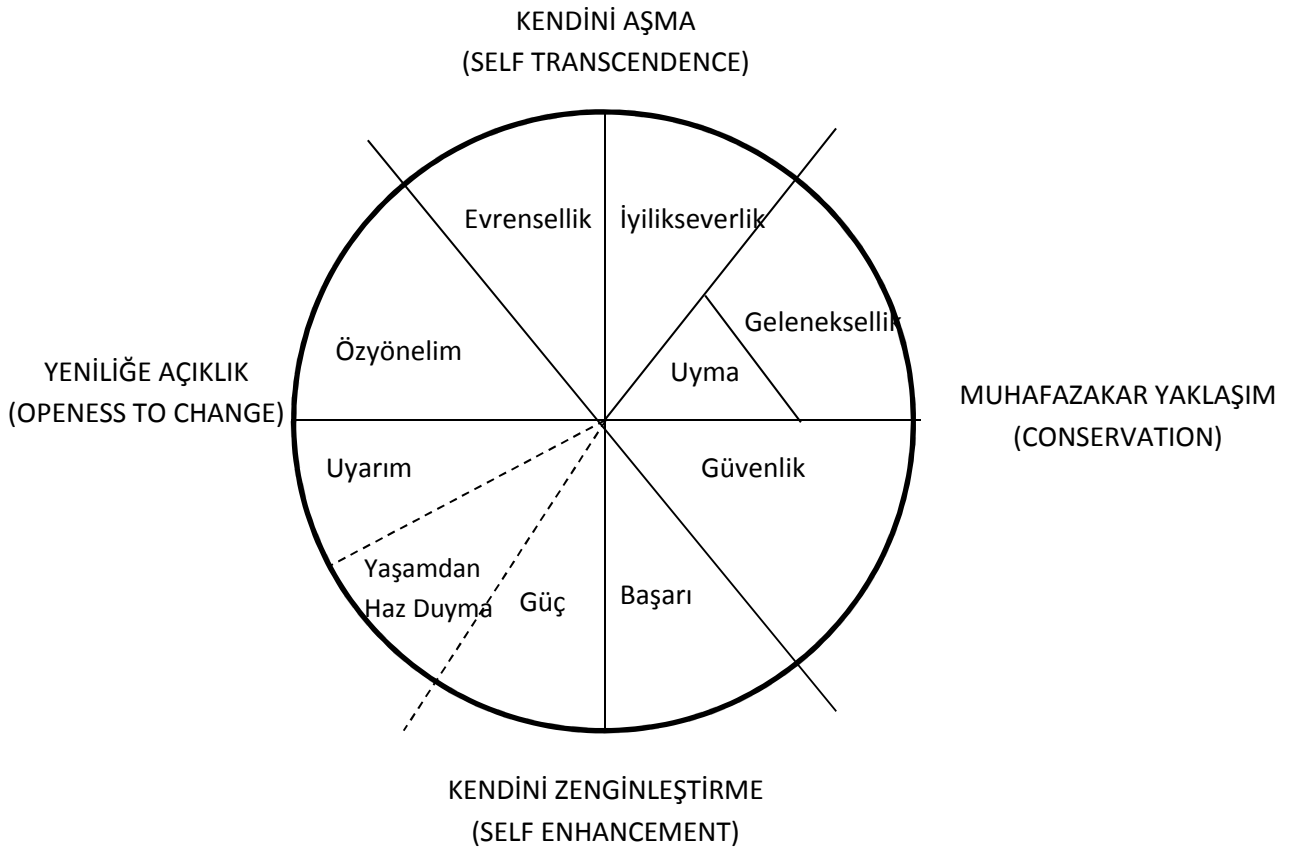 KENDİNİ AŞMA
(SELF TRANSCENDENCE)
Evrensellik
İyilikseverlik
Geleneksellik
Özyönelim
Uyma
YENİLİĞE AÇIKLIK
(OPENESS TO CHANGE)
MUHAFAZAKAR YAKLAŞIM
(CONSERVATION)
Uyarım
Güvenlik
Yaşamdan
Haz Duyma
Güç
Başarı
KENDİNİ ZENGİNLEŞTİRME
(SELF ENHANCEMENT)